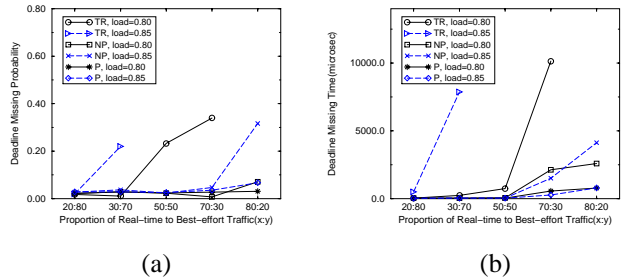 0.80
0.60
0.40
0.20
0.00
Deadline Missing Probability
TR, load=0.80
TR, load=0.85
NP, load=0.80
NP, load=0.85
P, load=0.80
P, load=0.85
20:80 30:70 50:50 70:30 80:20
Proportion of Real−time to Best−effort Traffic(x:y)
(a)
10000.0
5000.0
0.0
Deadline Missing Time(microsec)
TR, load=0.80
TR, load=0.85
NP, load=0.80
NP, load=0.85
P, load=0.80
P, load=0.85
20:80 30:70 50:50 70:30 80:20
Proportion of Real−time to Best−effort Traffic(x:y)
(b)